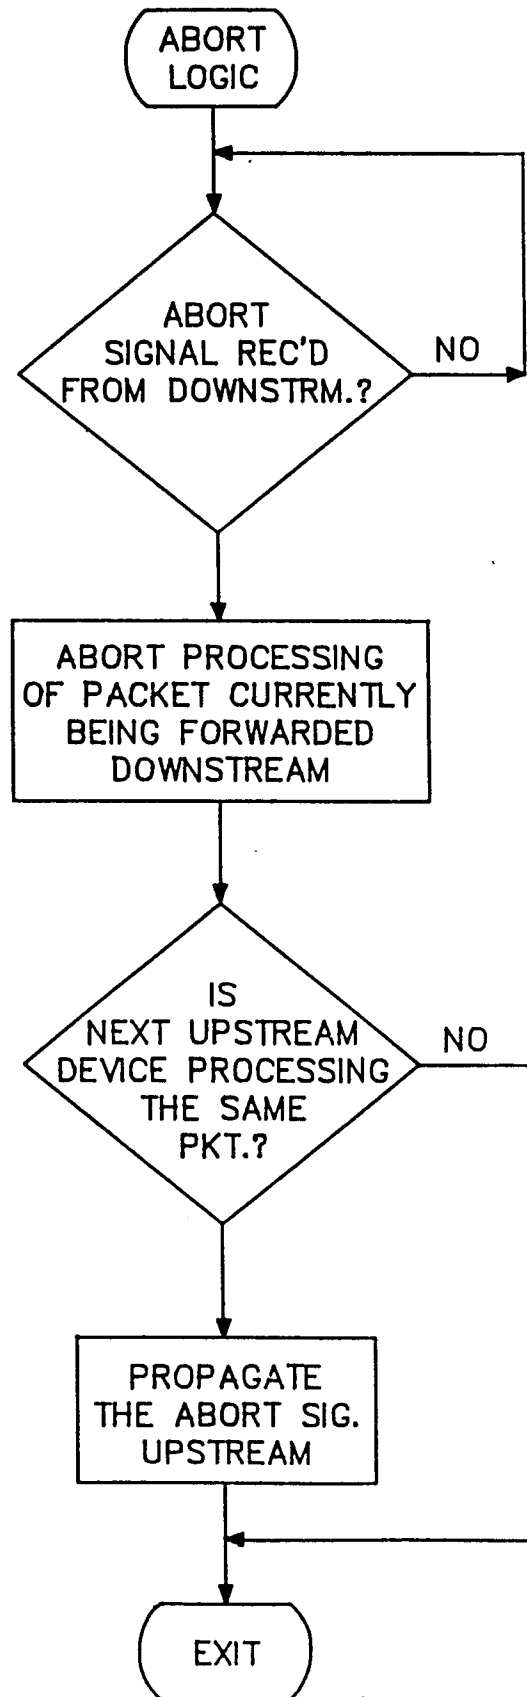 ABORT
LOGIC
ABORT
SIGNAL REC'D
FROM DOWNSTRM.?
NO
ABORT PROCESSING
OF PACKET CURRENTLY
BEING FORWARDED
DOWNSTREAM
IS
NEXT UPSTREAM
DEVICE PROCESSING
THE SAME
PKT.?
NO
PROPAGATE
THE ABORT SIG.
UPSTREAM
EXIT